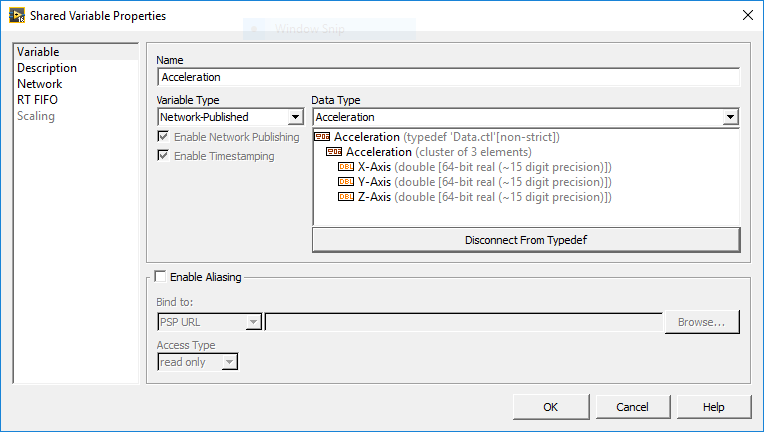 Shared Variable Properties
Window Snip
Variable
Description
Network
RT FIFO
Scaling
Name
Acceleration
Variable Type
Data Type
Network-Published
Acceleration
Enable Network Publishing
Enable Timestamping
Acceleration (typedef 'Data.ctl'[non-strict])
Acceleration (cluster of 3 elements)
DBL X-Axis (double [64-bit real (~15 digit precision)])
DBL Y-Axis (double [64-bit real (~15 digit precision)])
DBL Z-Axis (double [64-bit real (~15 digit precision)])
Disconnect From Typedef
Enable Aliasing
Bind to:
PSP URL
Browse...
Access Type
read only
OK Cancel Help